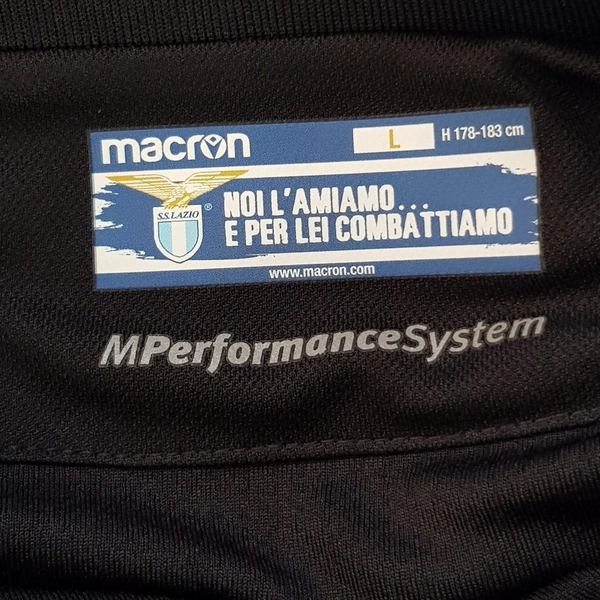 macron
L
H 178-183 cm
S.S.LAZIO
®
NOI L'AMIAMO...
E PER LEI COMBATTIAMO
www.macron.com
MPerformanceSystem